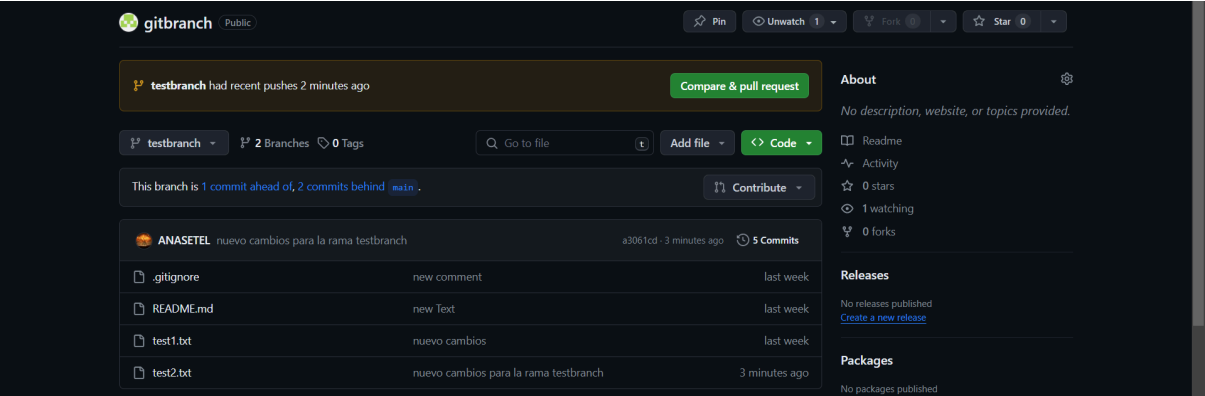 gitbranch Public Pin Unwatch 1 Fork 0 Star 0
testbranch had recent pushes 2 minutes ago Compare & pull request
testbranch 2 Branches 0 Tags Go to file t Add file <> Code
This branch is 1 commit ahead of, 2 commits behind main . Contribute
ANASETEL nuevo cambios para la rama testbranch a3061cd · 3 minutes ago 5 Commits
.gitignore new comment last week
README.md new Text last week
test1.txt nuevo cambios last week
test2.txt nuevo cambios para la rama testbranch 3 minutes ago
About
No description, website, or topics provided.
Readme
Activity
0 stars
1 watching
0 forks
Releases
No releases published
Create a new release
Packages
No packages published